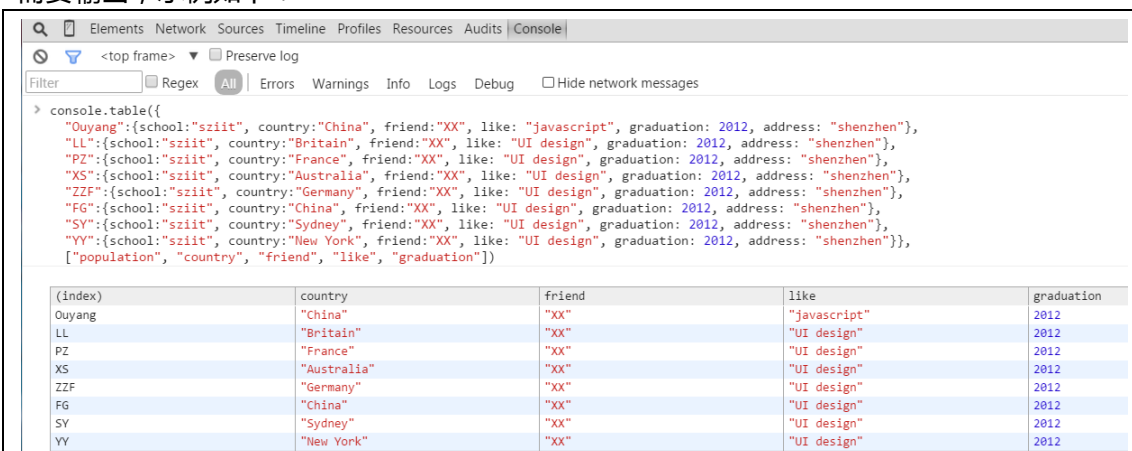 Elements Network Sources Timeline Profiles Resources Audits Console
<top frame> ▼ Preserve log
Filter Regex All Errors Warnings Info Logs Debug Hide network messages
> console.table({
"Ouyang":{school:"sziit", country:"China", friend:"XX", like: "javascript", graduation: 2012, address: "shenzhen"},
"LL":{school:"sziit", country:"Britain", friend:"XX", like: "UI design", graduation: 2012, address: "shenzhen"},
"PZ":{school:"sziit", country:"France", friend:"XX", like: "UI design", graduation: 2012, address: "shenzhen"},
"XS":{school:"sziit", country:"Australia", friend:"XX", like: "UI design", graduation: 2012, address: "shenzhen"},
"ZZF":{school:"sziit", country:"Germany", friend:"XX", like: "UI design", graduation: 2012, address: "shenzhen"},
"FG":{school:"sziit", country:"China", friend:"XX", like: "UI design", graduation: 2012, address: "shenzhen"},
"SY":{school:"sziit", country:"Sydney", friend:"XX", like: "UI design", graduation: 2012, address: "shenzhen"},
"YY":{school:"sziit", country:"New York", friend:"XX", like: "UI design", graduation: 2012, address: "shenzhen"}},
["population", "country", "friend", "like", "graduation"])
(index) country friend like graduation
Ouyang "China" "XX" "javascript" 2012
LL "Britain" "XX" "UI design" 2012
PZ "France" "XX" "UI design" 2012
XS "Australia" "XX" "UI design" 2012
ZZF "Germany" "XX" "UI design" 2012
FG "China" "XX" "UI design" 2012
SY "Sydney" "XX" "UI design" 2012
YY "New York" "XX" "UI design" 2012